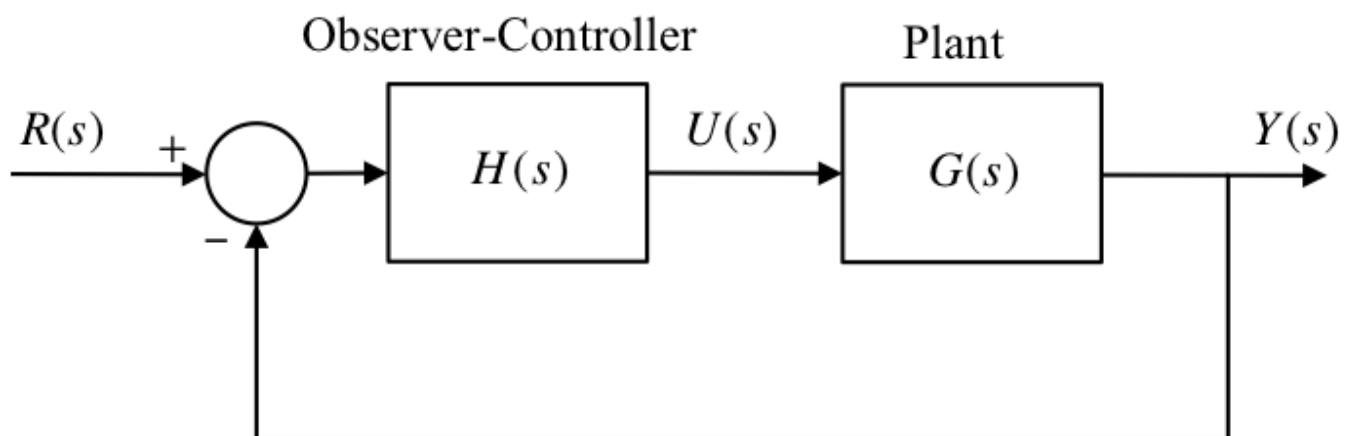 Observer-Controller
Plant
R(s)
+
H(s)
U(s)
G(s)
Y(s)
−